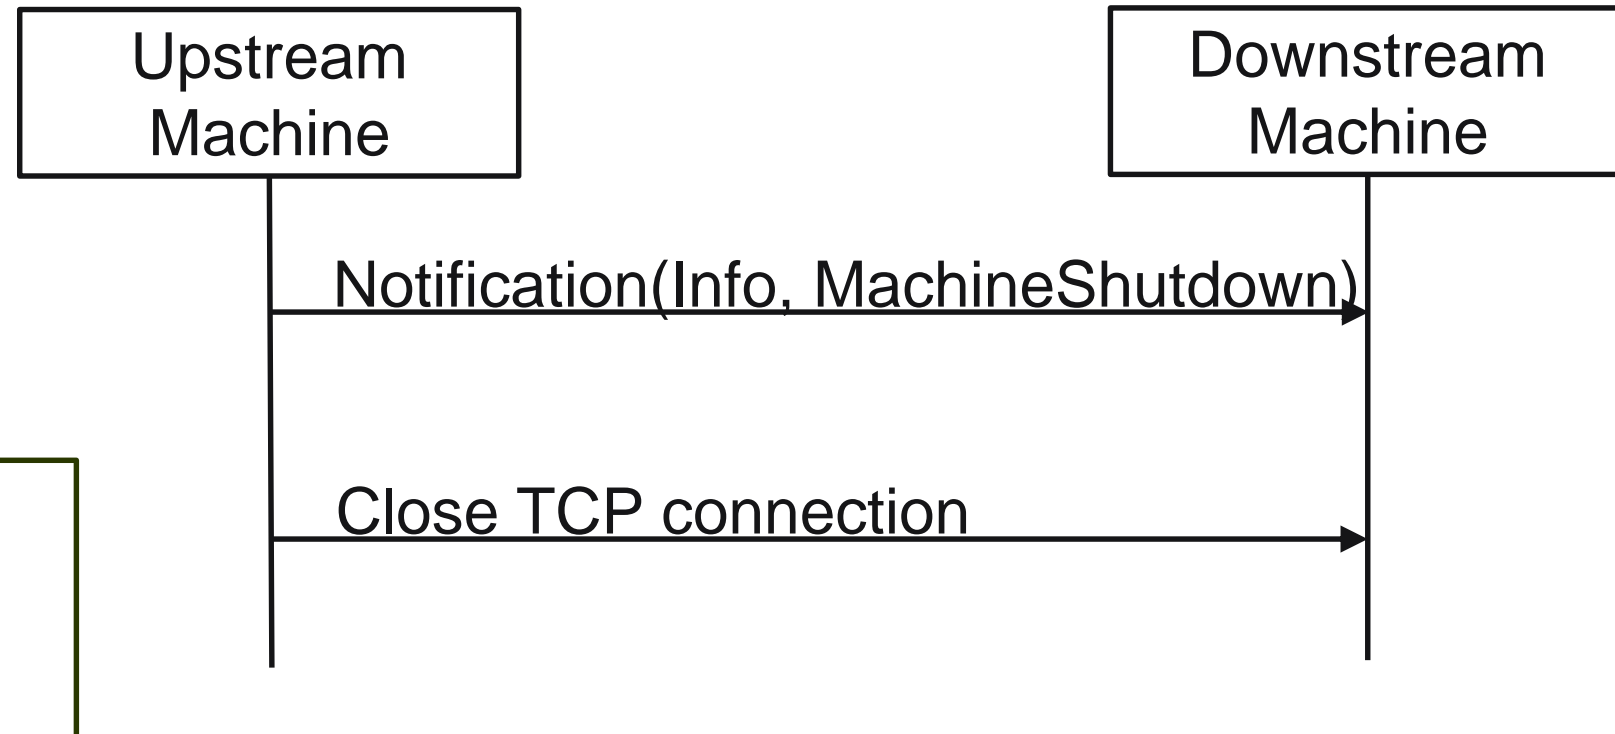 Upstream
Machine
Downstream
Machine
Notification(Info, MachineShutdown)
Close TCP connection